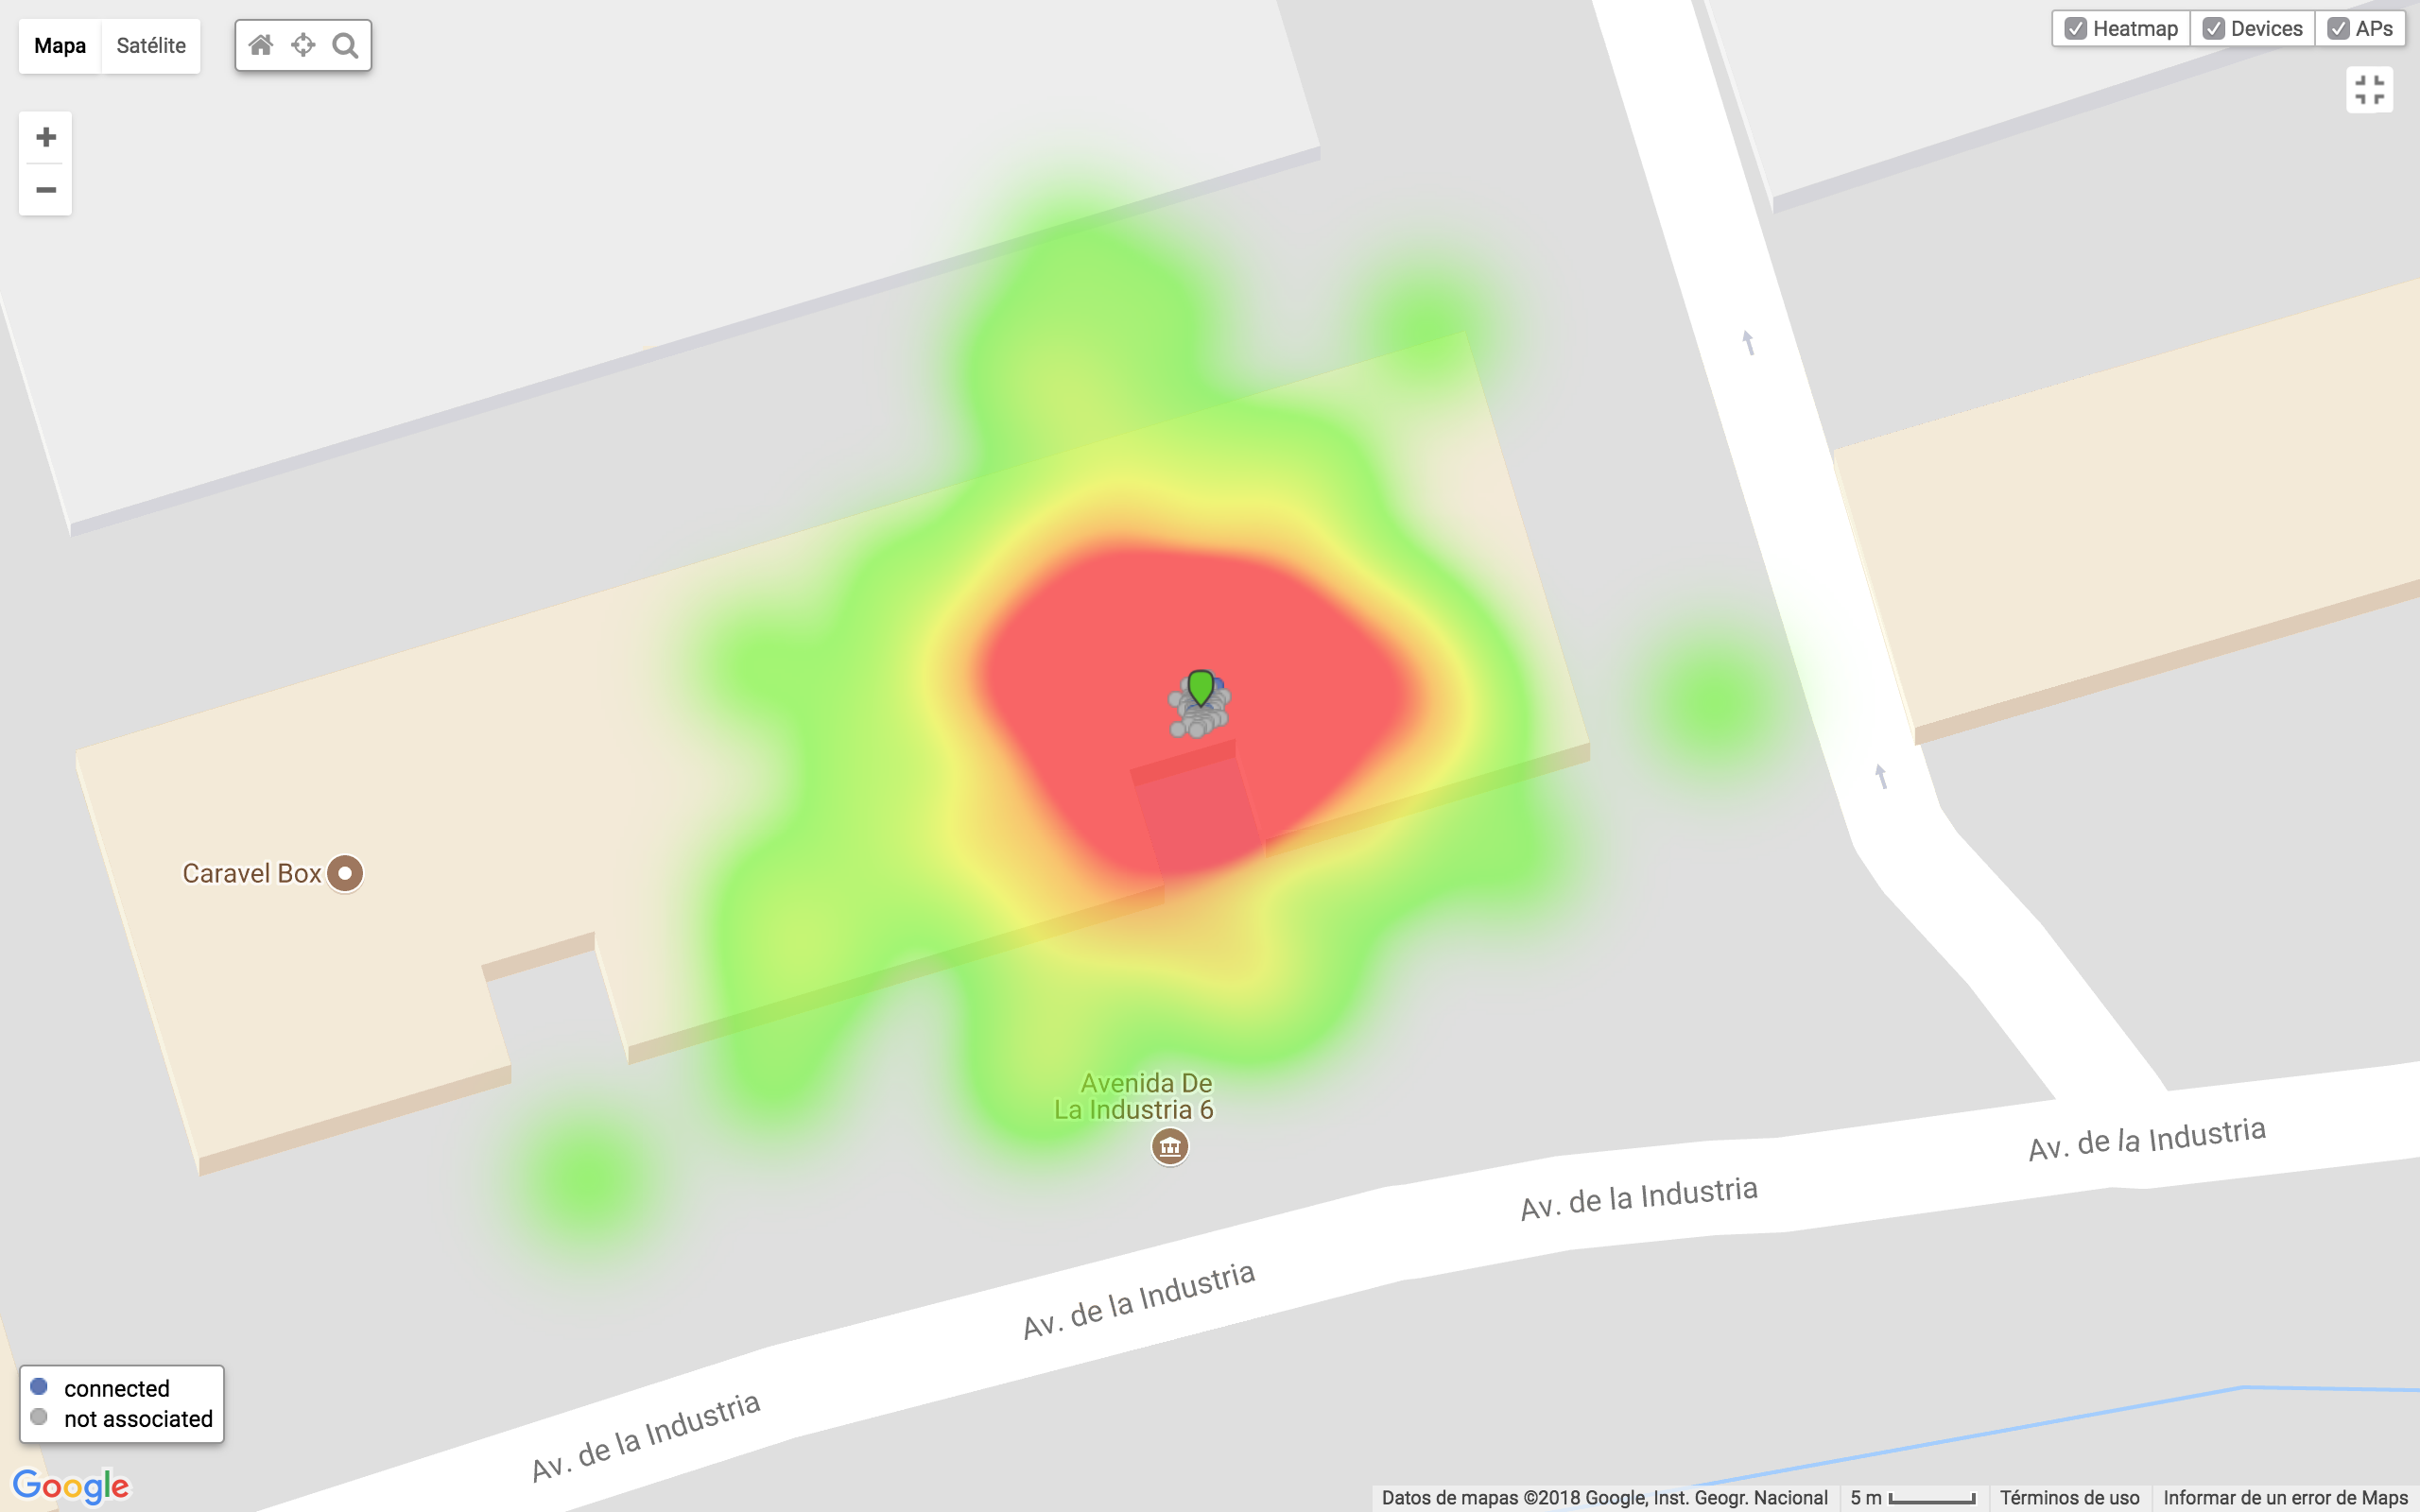 Mapa Satélite
Heatmap Devices APs
Caravel Box
Avenida De
La Industria 6
Av. de la Industria
Av. de la Industria
Av. de la Industria
Av. de la Industria
connected
not associated
Google
Datos de mapas ©2018 Google, Inst. Geogr. Nacional 5 m Términos de uso Informar de un error de Maps